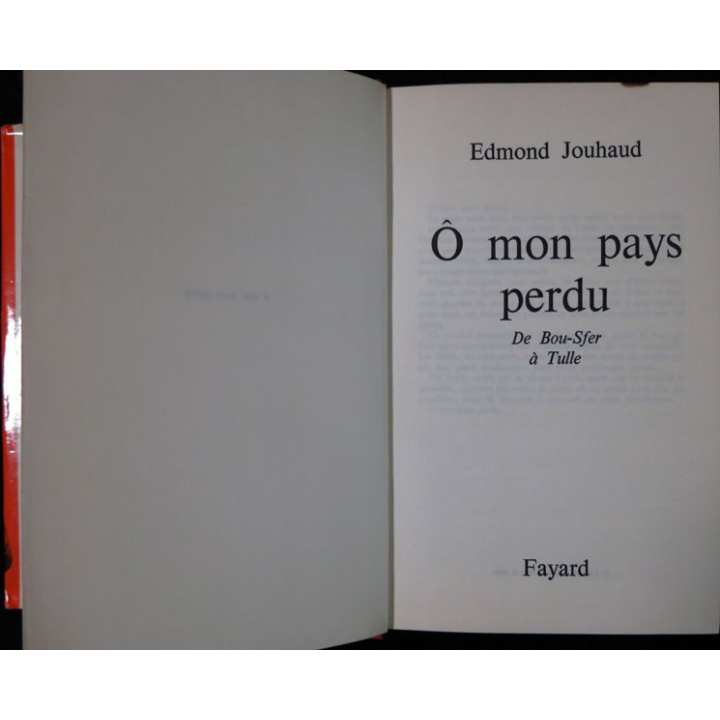 Edmond Jouhaud
Ô mon pays
perdu
De Bou-Sfer
à Tulle
Fayard